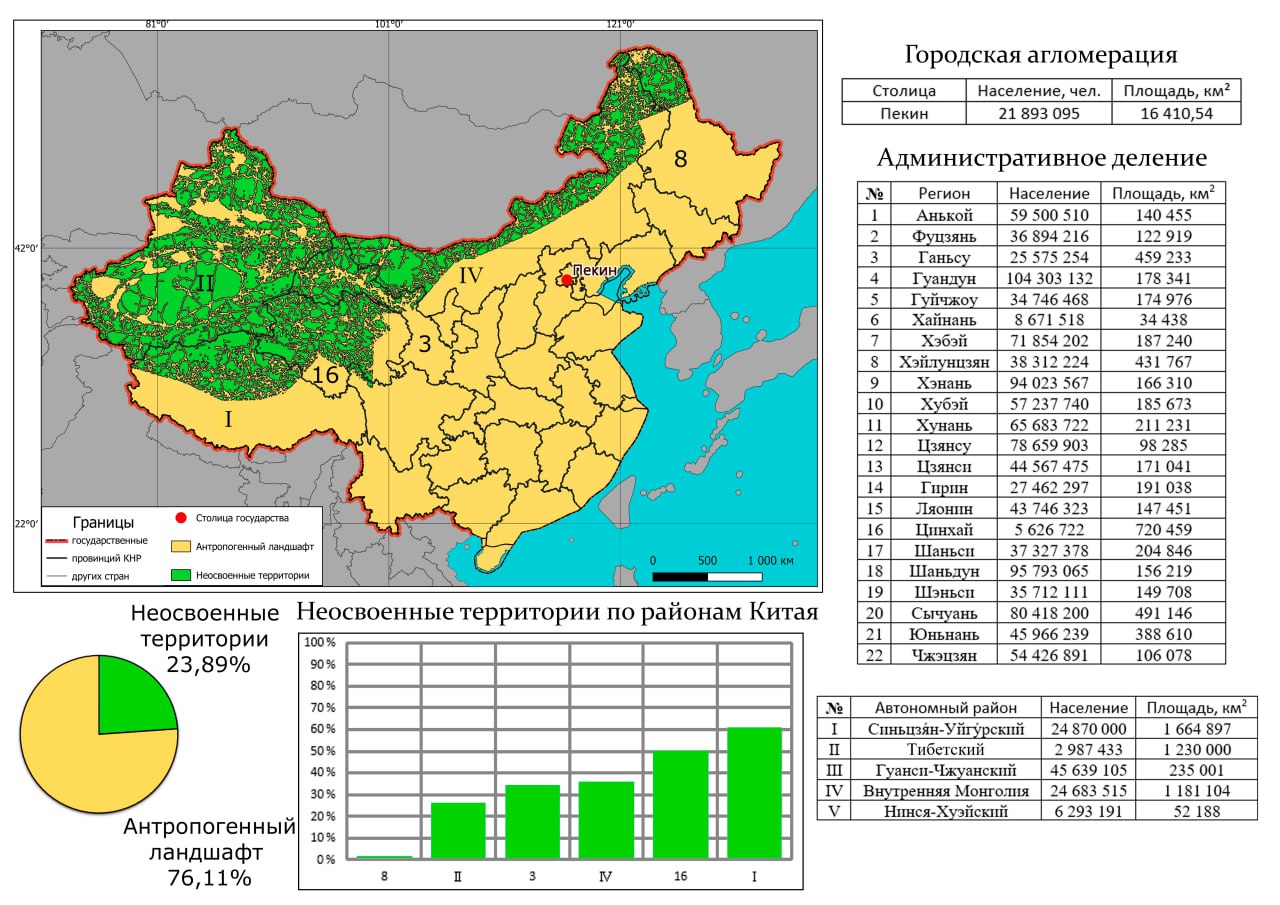 81°0'
101°0'
121°0'
42°0'
22°0'
8
II
IV
Пекин
3
16
I
Границы
государственные
провинций КНР
других стран
Столица государства
Антропогенный ландшафт
Неосвоенные территории
0 500 1 000 км
Городская агломерация
Столица Население, чел. Площадь, км²
Пекин 21 893 095 16 410,54
Административное деление
№ Регион Население Площадь, км²
1 Анькой 59 500 510 140 455
2 Фуцзянь 36 894 216 122 919
3 Ганьсу 25 575 254 459 233
4 Гуандун 104 303 132 178 341
5 Гуйчжоу 34 746 468 174 976
6 Хайнань 8 671 518 34 438
7 Хэбэй 71 854 202 187 240
8 Хэйлунцзян 38 312 224 431 767
9 Хэнань 94 023 567 166 310
10 Хубэй 57 237 740 185 673
11 Хунань 65 683 722 211 231
12 Цзянсу 78 659 903 98 285
13 Цзянси 44 567 475 171 041
14 Гирин 27 462 297 191 038
15 Ляонин 43 746 323 147 451
16 Цинхай 5 626 722 720 459
17 Шаньси 37 327 378 204 846
18 Шаньдун 95 793 065 156 219
19 Шэньси 35 712 111 149 708
20 Сычуань 80 418 200 491 146
21 Юньнань 45 966 239 388 610
22 Чжэцзян 54 426 891 106 078
№ Автономный район Население Площадь, км²
I Синьцзя́н-Уйгу́рский 24 870 000 1 664 897
II Тибетский 2 987 433 1 230 000
III Гуанси-Чжуанский 45 639 105 235 001
IV Внутренняя Монголия 24 683 515 1 181 104
V Нинся-Хуэйский 6 293 191 52 188
Неосвоенные
территории
23,89%
Антропогенный
ландшафт
76,11%
Неосвоенные территории по районам Китая
100 %
90 %
80 %
70 %
60 %
50 %
40 %
30 %
20 %
10 %
0 %
8 II 3 IV 16 I